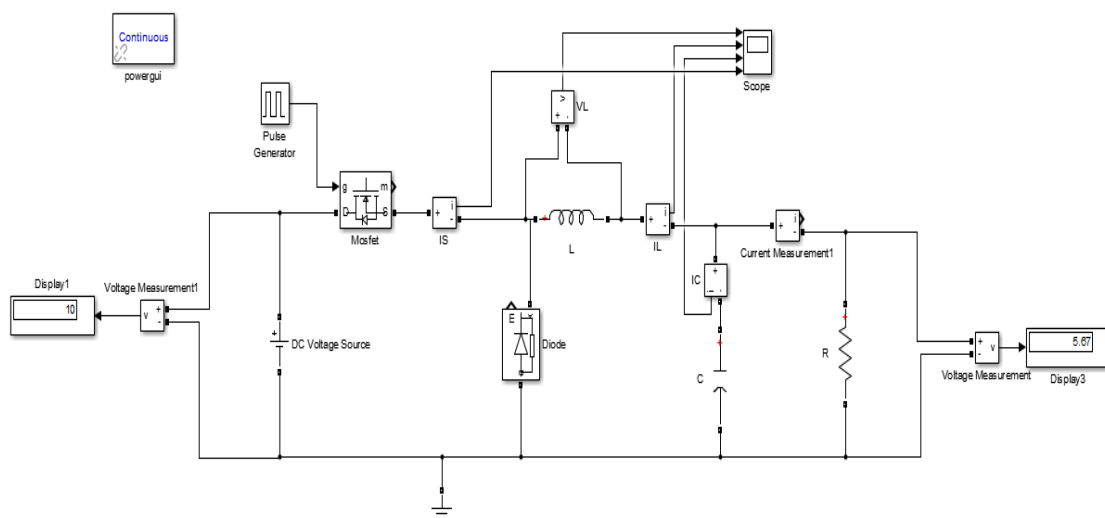 Continuous
powergui
Scope
VL
Pulse
Generator
g
m
D
S
Mosfet
+
i
-
IS
L
+
i
-
IL
+
i
-
Current Measurement1
IC
Display1
10
Voltage Measurement1
v
+
-
DC Voltage Source
Diode
C
R
+
-
v
Voltage Measurement
5.67
Display3